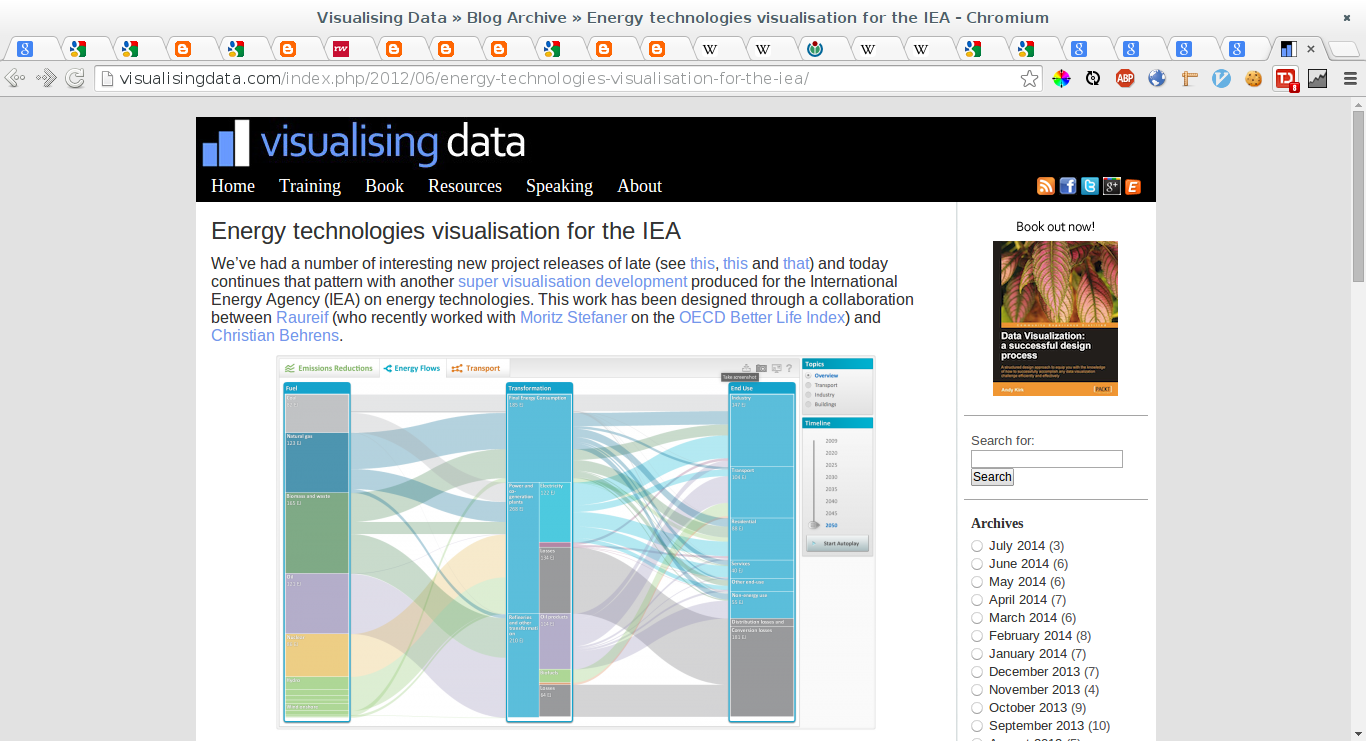 Visualising Data » Blog Archive » Energy technologies visualisation for the IEA - Chromium
visualisingdata.com/index.php/2012/06/energy-technologies-visualisation-for-the-iea/
visualising data
Home Training Book Resources Speaking About
Energy technologies visualisation for the IEA
We've had a number of interesting new project releases of late (see this, this and that) and today
continues that pattern with another super visualisation development produced for the International
Energy Agency (IEA) on energy technologies. This work has been designed through a collaboration
between Raureif (who recently worked with Moritz Stefaner on the OECD Better Life Index) and
Christian Behrens.
Emissions Reductions Energy Flows Transport
Take screenshot
Fuel
Natural gas
Biomass and waste
Oil
Transformation
Final Energy Consumption
Power and
generation
plants
Electricity
Losses
Refineries
and other
End Use
Industry
Transport
Residential
Services
Other end-use
Non-energy use
Distribution losses and
Conversion losses
Topics
Overview
Transport
Industry
Buildings
Timeline
2009
2020
2025
2030
2035
2040
2045
2050
Start Autoplay
Book out now!
Data Visualization:
a successful design
process
Andy Kirk
PACKT
Search for:
Search
Archives
July 2014 (3)
June 2014 (6)
May 2014 (6)
April 2014 (7)
March 2014 (6)
February 2014 (8)
January 2014 (7)
December 2013 (7)
November 2013 (4)
October 2013 (9)
September 2013 (10)